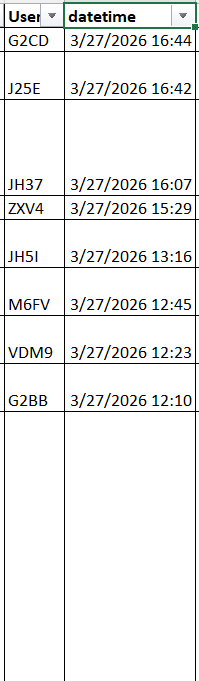 User datetime
G2CD 3/27/2026 16:44
J25E 3/27/2026 16:42
JH37 3/27/2026 16:07
ZXV4 3/27/2026 15:29
JH5I 3/27/2026 13:16
M6FV 3/27/2026 12:45
VDM9 3/27/2026 12:23
G2BB 3/27/2026 12:10